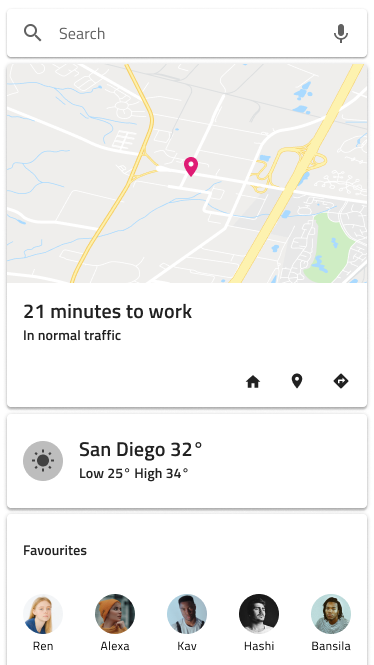 Search
21 minutes to work
In normal traffic
San Diego 32°
Low 25° High 34°
Favourites
Ren Alexa Kav Hashi Bansila